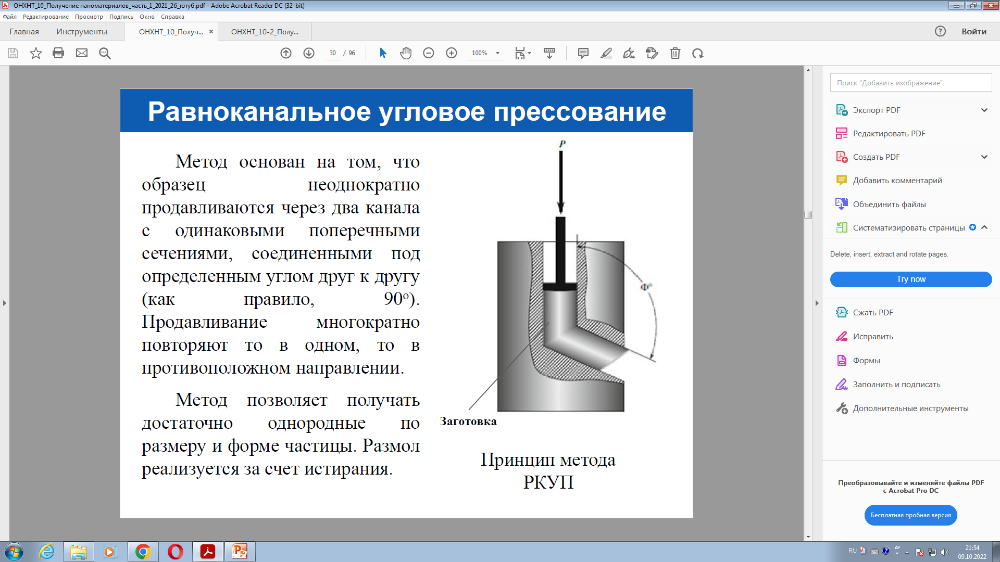 ОНХНТ_10_Получение наноматериалов_часть_1_2021_26_ютуб.pdf - Adobe Acrobat Reader DC (32-bit)
Файл Редактирование Просмотр Подпись Окно Справка
Главная Инструменты ОНХНТ_10_Получ... × ОНХНТ_10-2_Полу... Войти
30 / 96 100%
Равноканальное угловое прессование
Метод основан на том, что
образец неоднократно
продавливаются через два канала
с одинаковыми поперечными
сечениями, соединенными под
определенным углом друг к другу
(как правило, 90º).
Продавливание многократно
повторяют то в одном, то в
противоположном направлении.
Метод позволяет получать
достаточно однородные по
размеру и форме частицы. Размол
реализуется за счет истирания.
P
Φ°
Заготовка
Принцип метода
РКУП
Поиск "Добавить изображение"
Экспорт PDF
Редактировать PDF
Создать PDF
Добавить комментарий
Объединить файлы
Систематизировать страницы
Delete, insert, extract and rotate pages.
Try now
Сжать PDF
Исправить
Формы
Заполнить и подписать
Дополнительные инструменты
Преобразовывайте и изменяйте файлы PDF
с Acrobat Pro DC
Бесплатная пробная версия
RU
21:54
09.10.2022